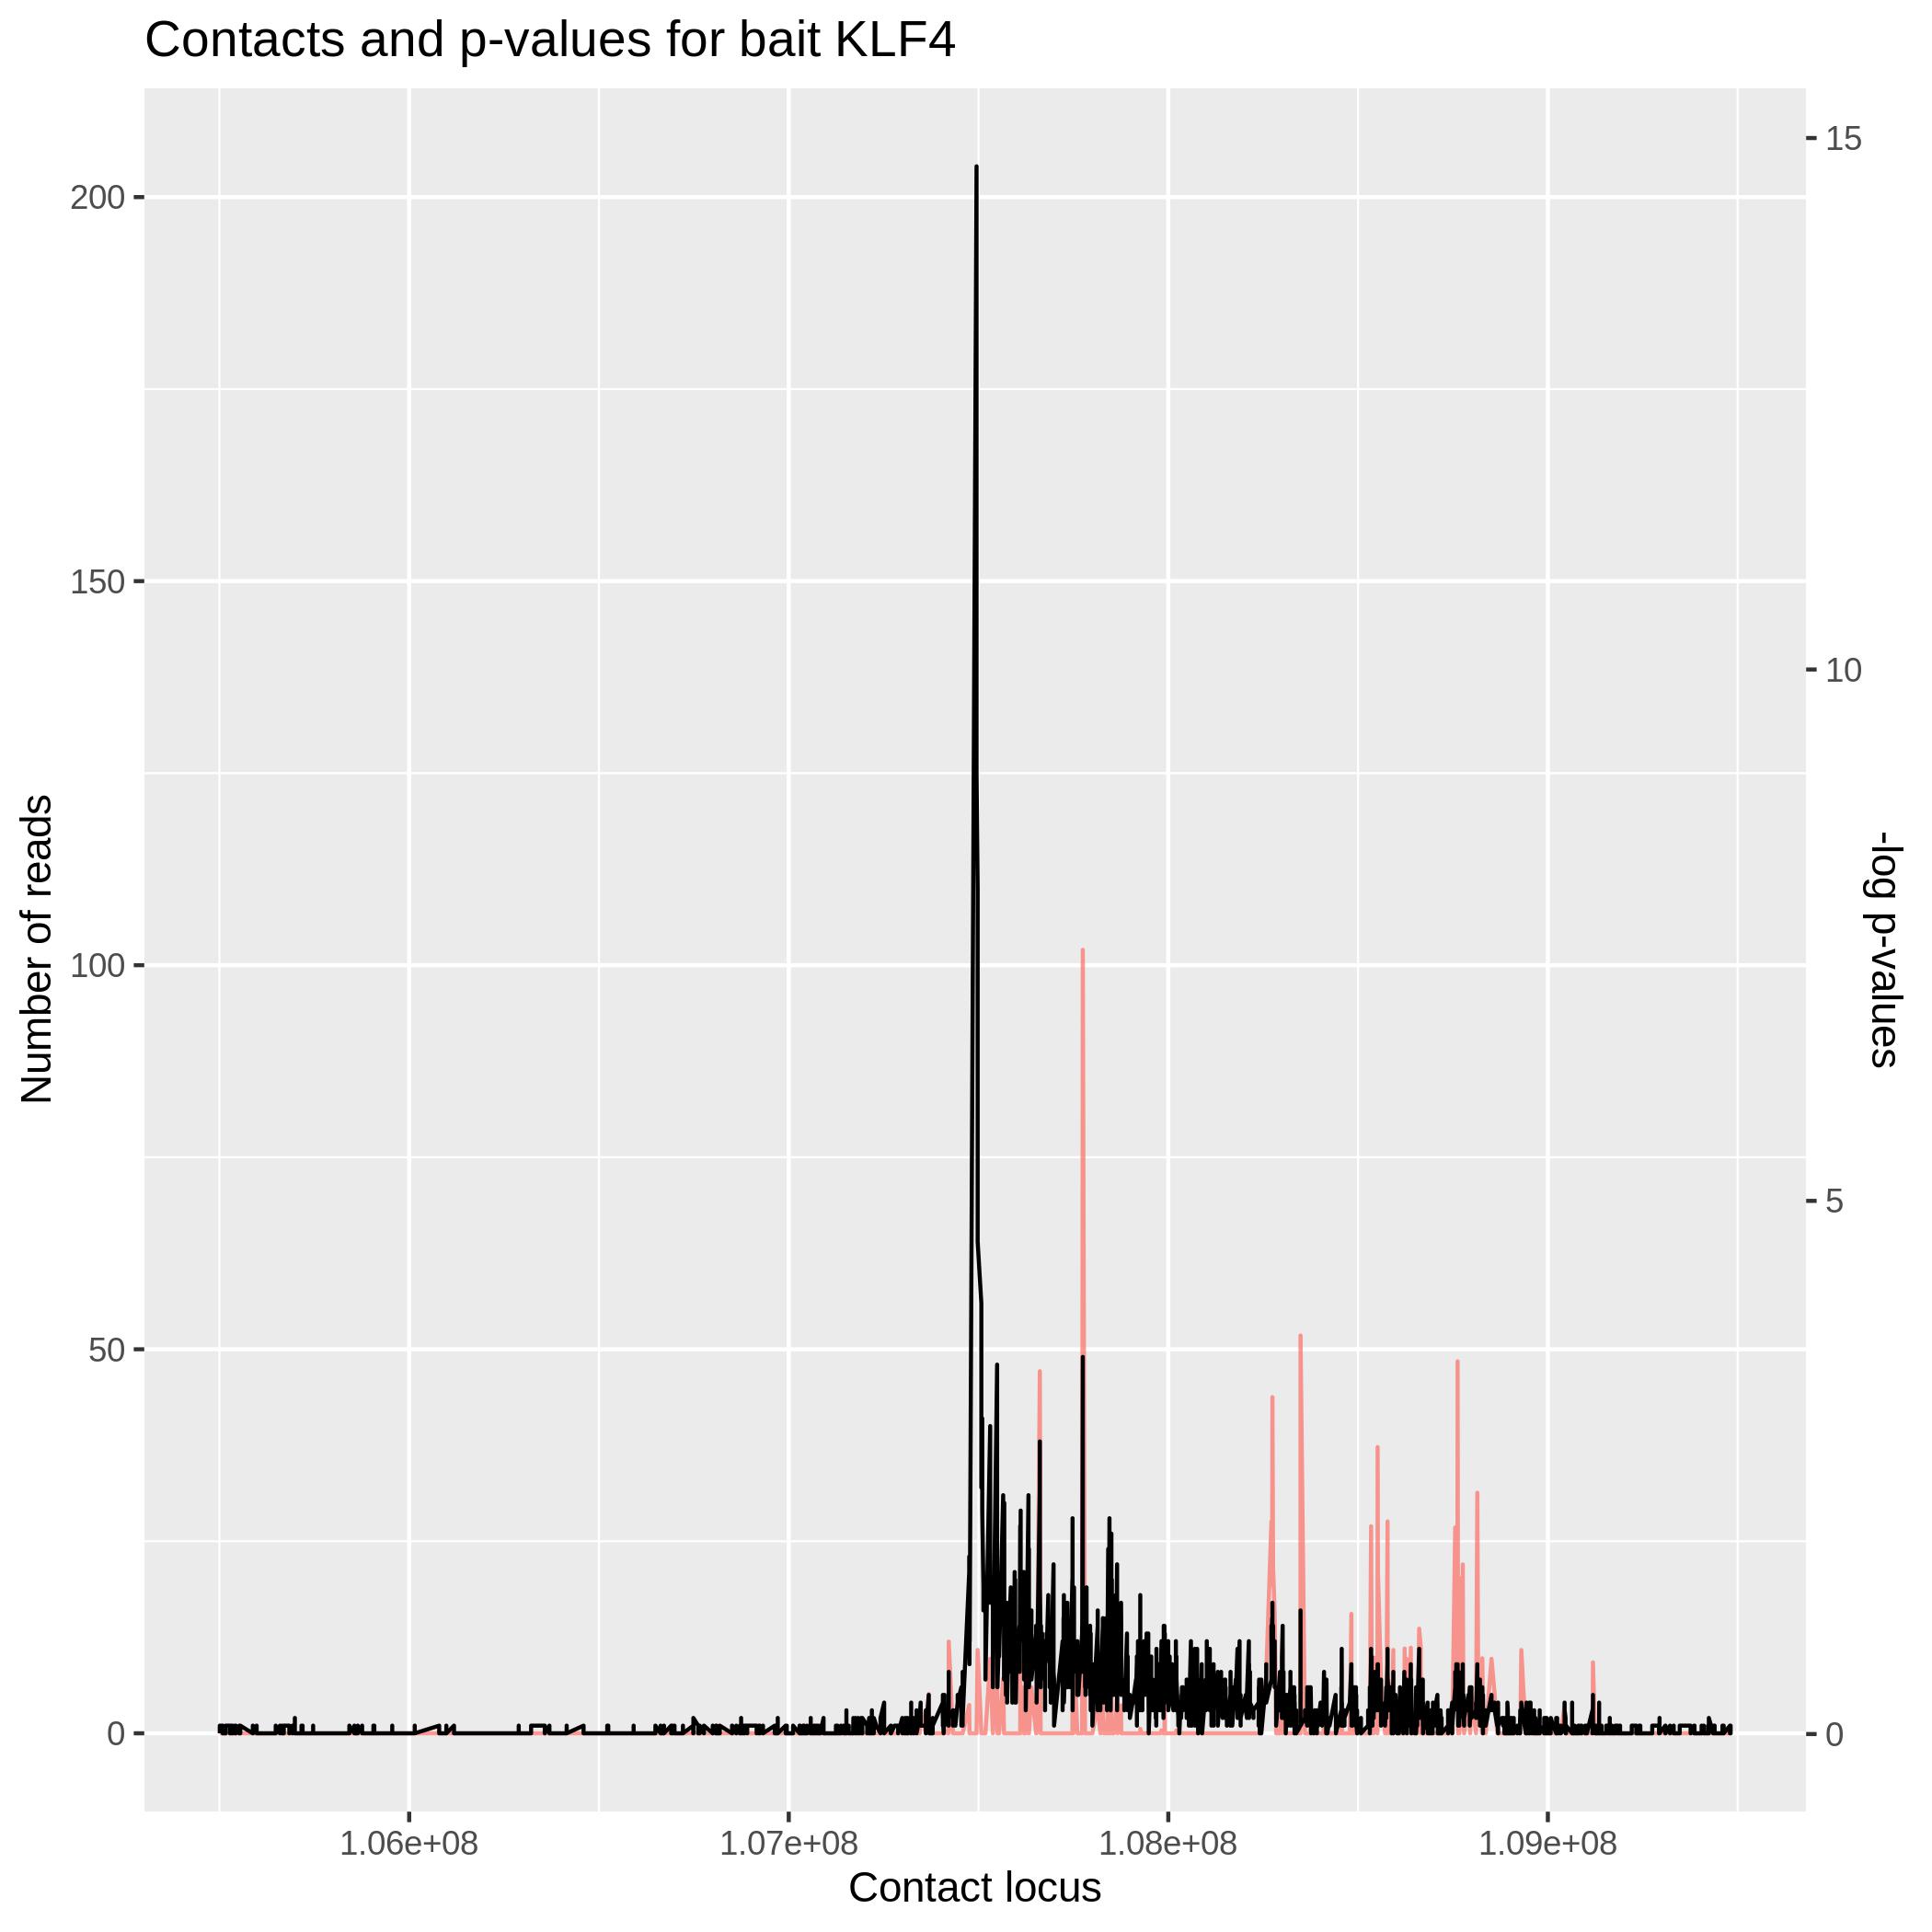 Contacts and p-values for bait KLF4
Number of reads
200
150
100
50
0
15
10
5
0
-log p-values
1.06e+08
1.07e+08
1.08e+08
1.09e+08
Contact locus